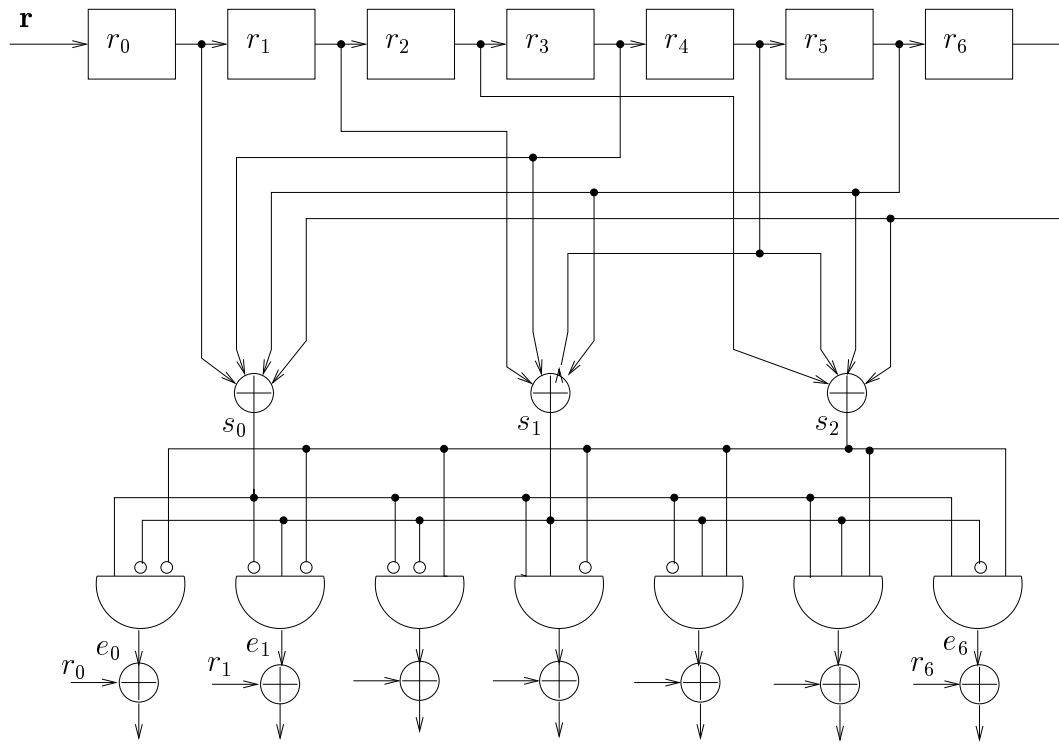 r
r₀ r₁ r₂ r₃ r₄ r₅ r₆
s₀ s₁ s₂
e₀ e₁ e₆
r₀ r₁ r₆